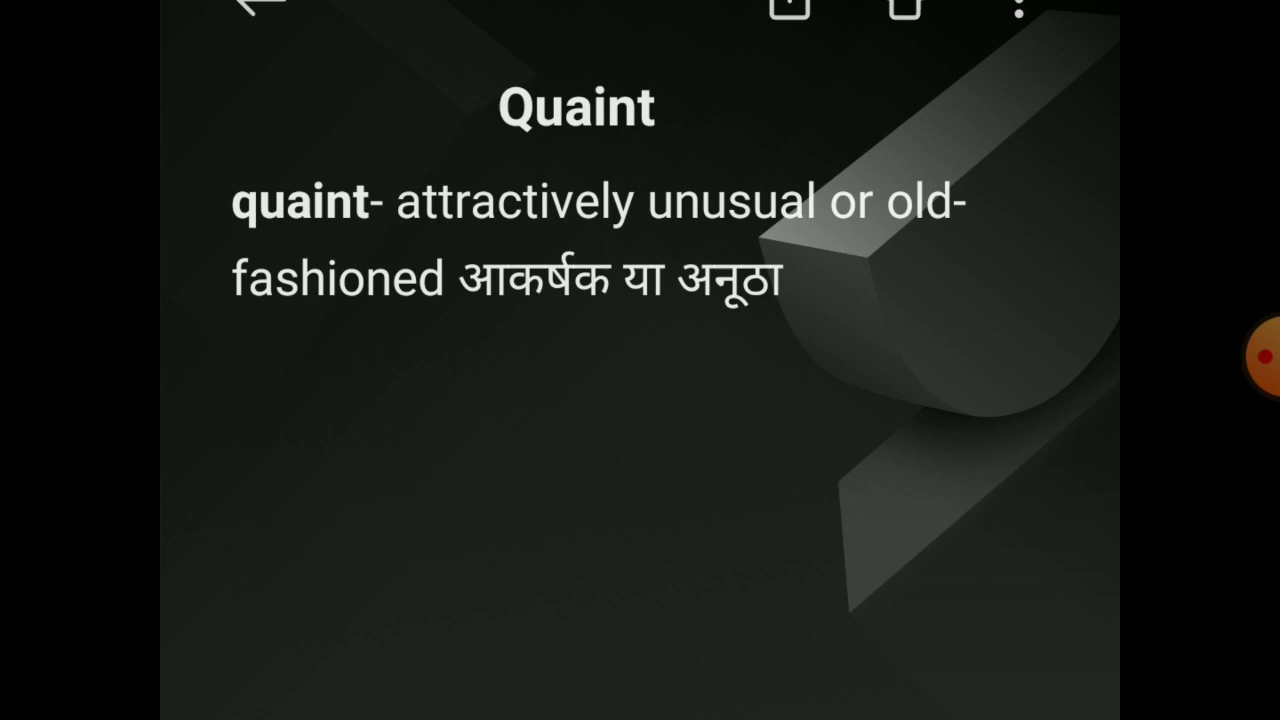 Quaint
quaint- attractively unusual or old-
fashioned आकर्षक या अनूठा